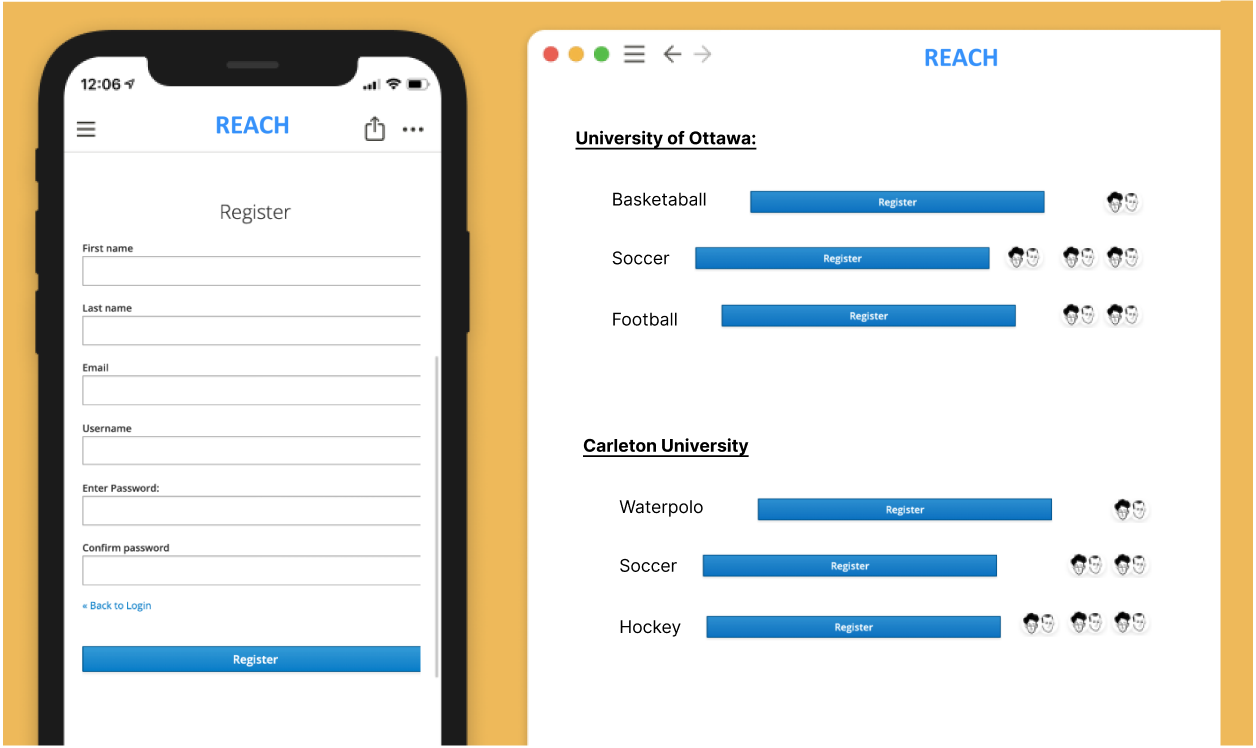 12:06
REACH
Register
First name
Last name
Email
Username
Enter Password:
Confirm password
« Back to Login
Register
REACH
University of Ottawa:
Basketaball Register
Soccer Register
Football Register
Carleton University
Waterpolo Register
Soccer Register
Hockey Register